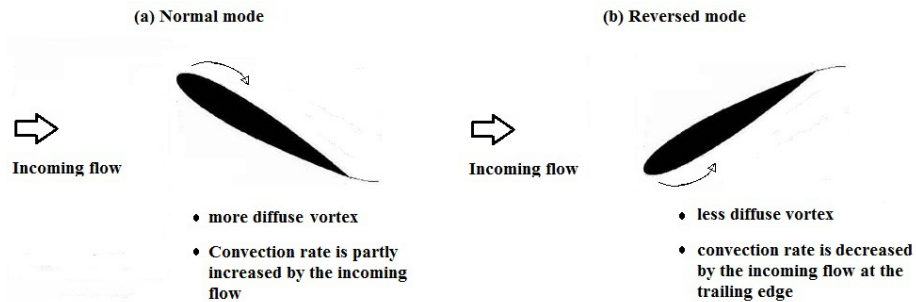 (a) Normal mode
Incoming flow
• more diffuse vortex
• Convection rate is partly
increased by the incoming
flow
(b) Reversed mode
Incoming flow
• less diffuse vortex
• convection rate is decreased
by the incoming flow at the
trailing edge